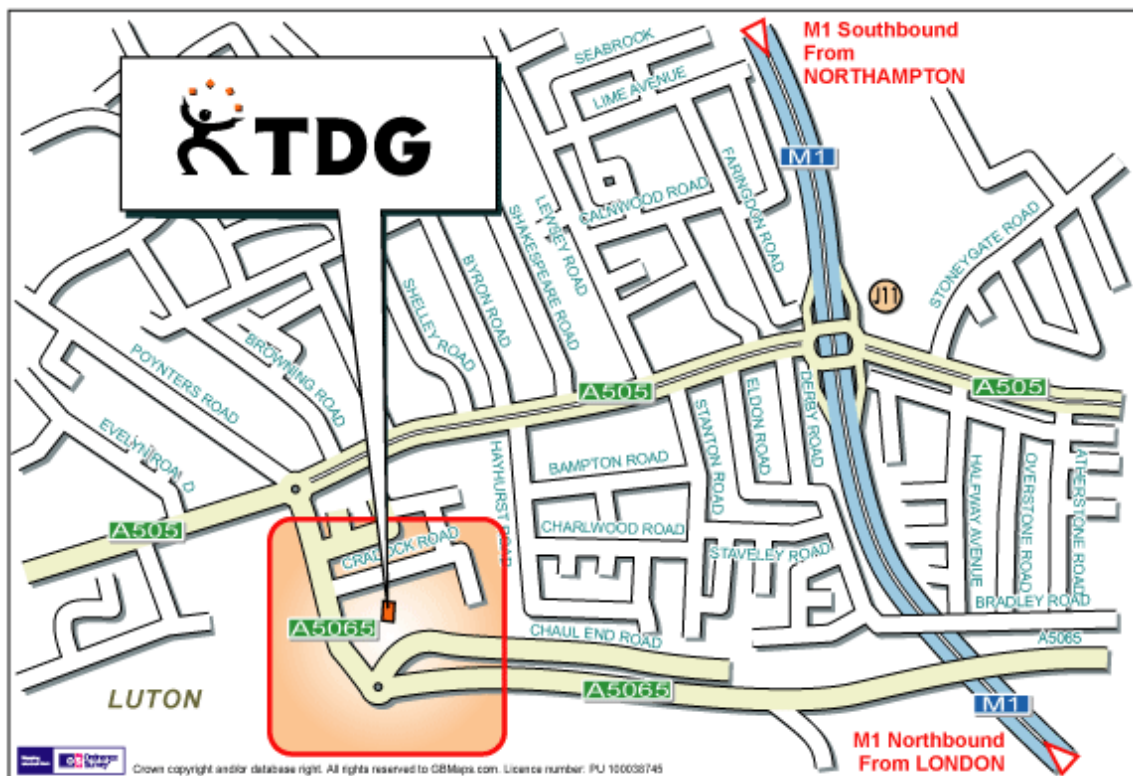 M1 Southbound
From
NORTHAMPTON
SEABROOK
LIME AVENUE
TDG
M1
FARINGDON ROAD
CALNWOOD ROAD
LEWSEY ROAD
SHAKESPEARE ROAD
BYRON ROAD
SHELLEY ROAD
STONEYGATE ROAD
J11
BROWNING ROAD
POYNTERS ROAD
EVELYN ROAD
A505
A505
A505
DERBY ROAD
ELDON ROAD
STANTON ROAD
HAYHURST ROAD
BAMPTON ROAD
CHARLWOOD ROAD
STAVELEY ROAD
HALFWAY AVENUE
OVERSTONE ROAD
ATHERSTONE ROAD
BRADLEY ROAD
CRADDOCK ROAD
A5065
CHAUL END ROAD
A5065
A5065
LUTON
M1
M1 Northbound
From LONDON
Ordnance
Survey
Crown copyright and/or database right. All rights reserved to GBMaps.com. Licence number: PU 100038745